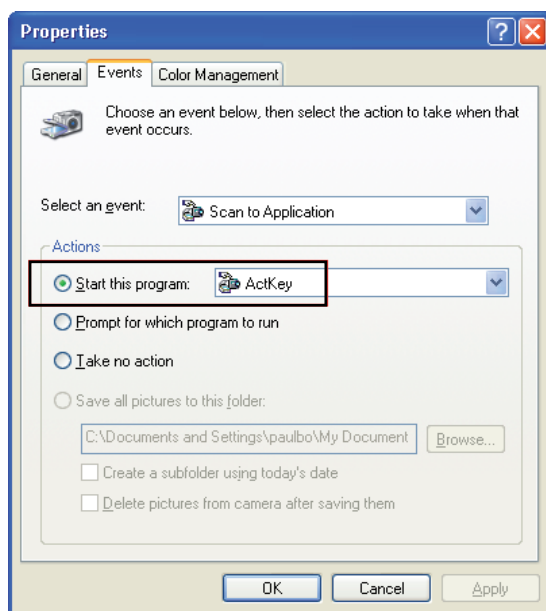 Properties
General Events Color Management
Choose an event below, then select the action to take when that
event occurs.
Select an event: Scan to Application
Actions
Start this program: ActKey
Prompt for which program to run
Take no action
Save all pictures to this folder:
C:\Documents and Settings\paulbo\My Document Browse...
Create a subfolder using today's date
Delete pictures from camera after saving them
OK Cancel Apply